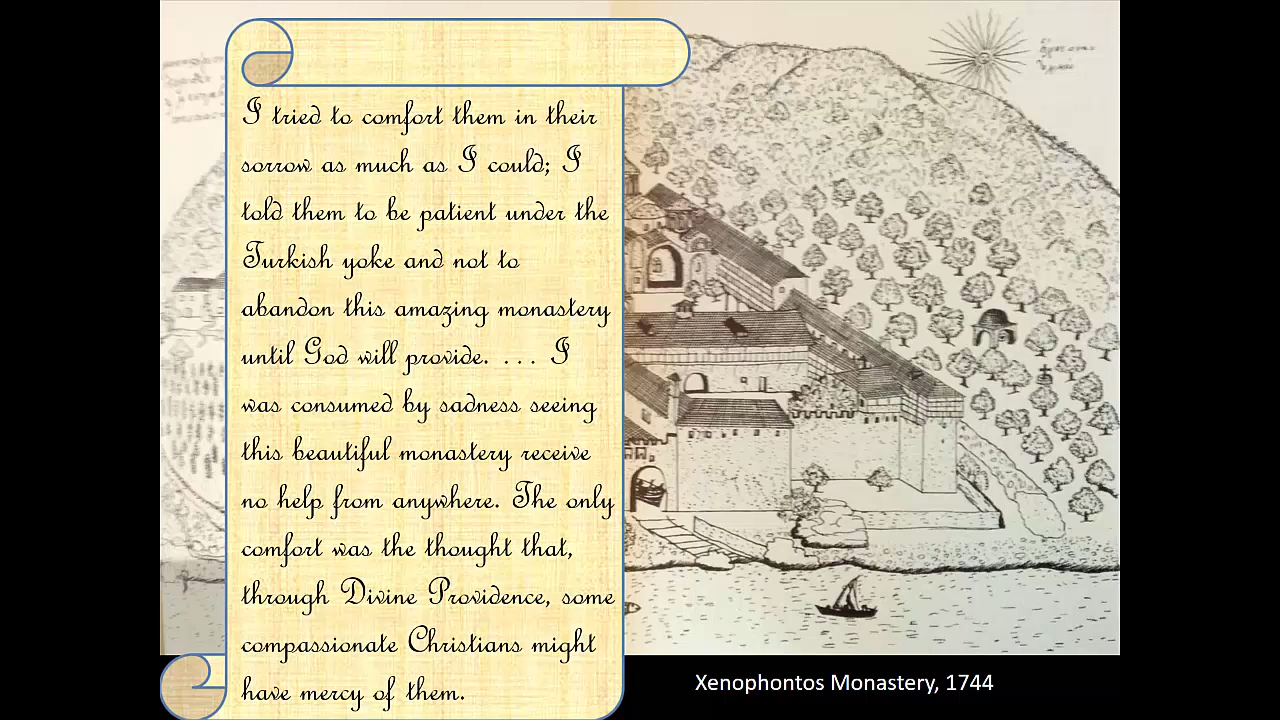 I tried to comfort them in their
sorrow as much as I could; I
told them to be patient under the
Turkish yoke and not to
abandon this amazing monastery
until God will provide. ... I
was consumed by sadness seeing
this beautiful monastery receive
no help from anywhere. The only
comfort was the thought that,
through Divine Providence, some
compassionate Christians might
have mercy of them.
Xenophontos Monastery, 1744